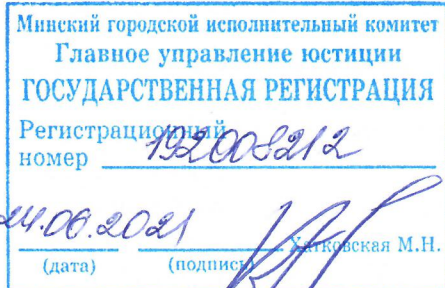 Минский городской исполнительный комитет
Главное управление юстиции
ГОСУДАРСТВЕННАЯ РЕГИСТРАЦИЯ
Регистрационный
номер 192008212
24.06.2021
Хатковская М.Н.
(дата) (подпись)